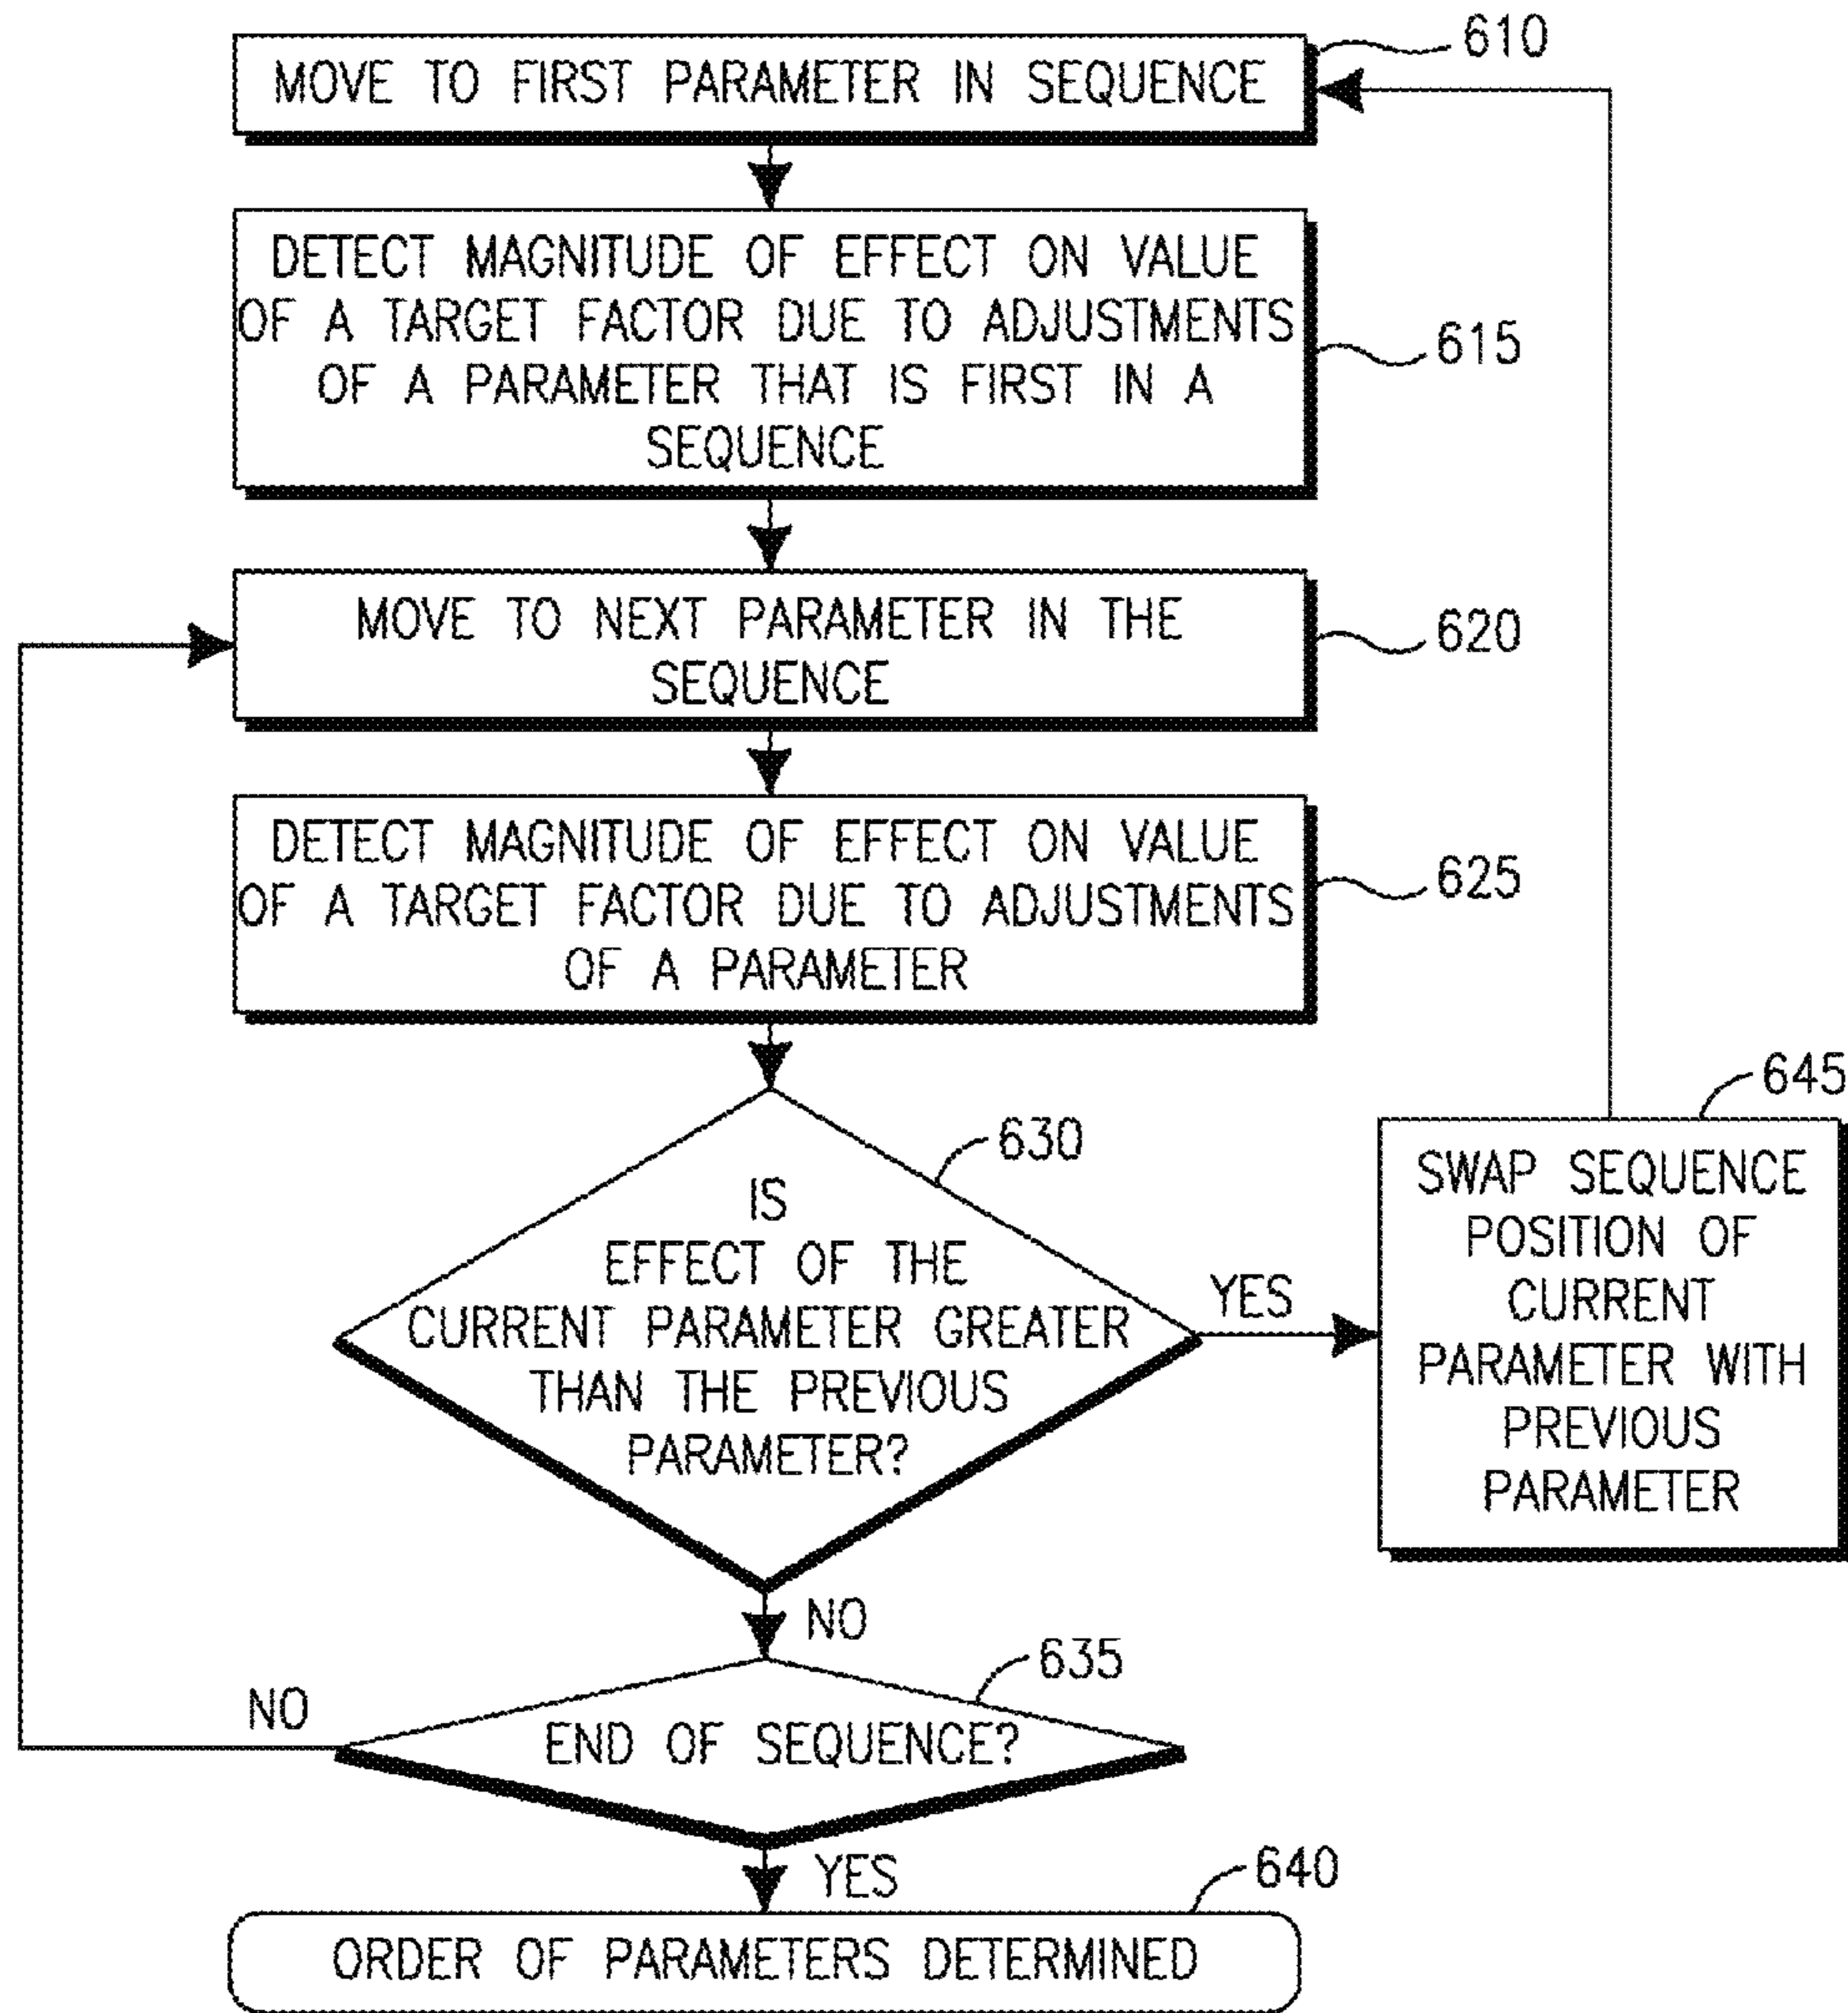 610
MOVE TO FIRST PARAMETER IN SEQUENCE
DETECT MAGNITUDE OF EFFECT ON VALUE
OF A TARGET FACTOR DUE TO ADJUSTMENTS
OF A PARAMETER THAT IS FIRST IN A
SEQUENCE
615
MOVE TO NEXT PARAMETER IN THE
SEQUENCE
620
DETECT MAGNITUDE OF EFFECT ON VALUE
OF A TARGET FACTOR DUE TO ADJUSTMENTS
OF A PARAMETER
625
630
IS
EFFECT OF THE
CURRENT PARAMETER GREATER
THAN THE PREVIOUS
PARAMETER?
YES
645
SWAP SEQUENCE
POSITION OF
CURRENT
PARAMETER WITH
PREVIOUS
PARAMETER
NO
635
END OF SEQUENCE?
NO
YES
640
ORDER OF PARAMETERS DETERMINED